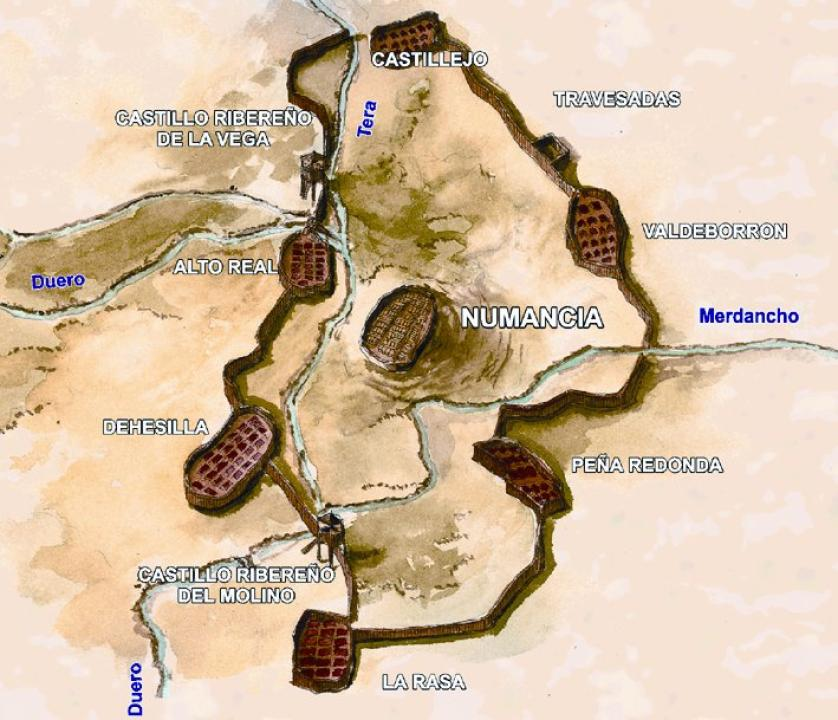 CASTILLEJO
TRAVESADAS
Tera
CASTILLO RIBEREÑO
DE LA VEGA
VALDEBORRON
ALTO REAL
Duero
NUMANCIA
Merdancho
DEHESILLA
PEÑA REDONDA
CASTILLO RIBEREÑO
DEL MOLINO
Duero
LA RASA